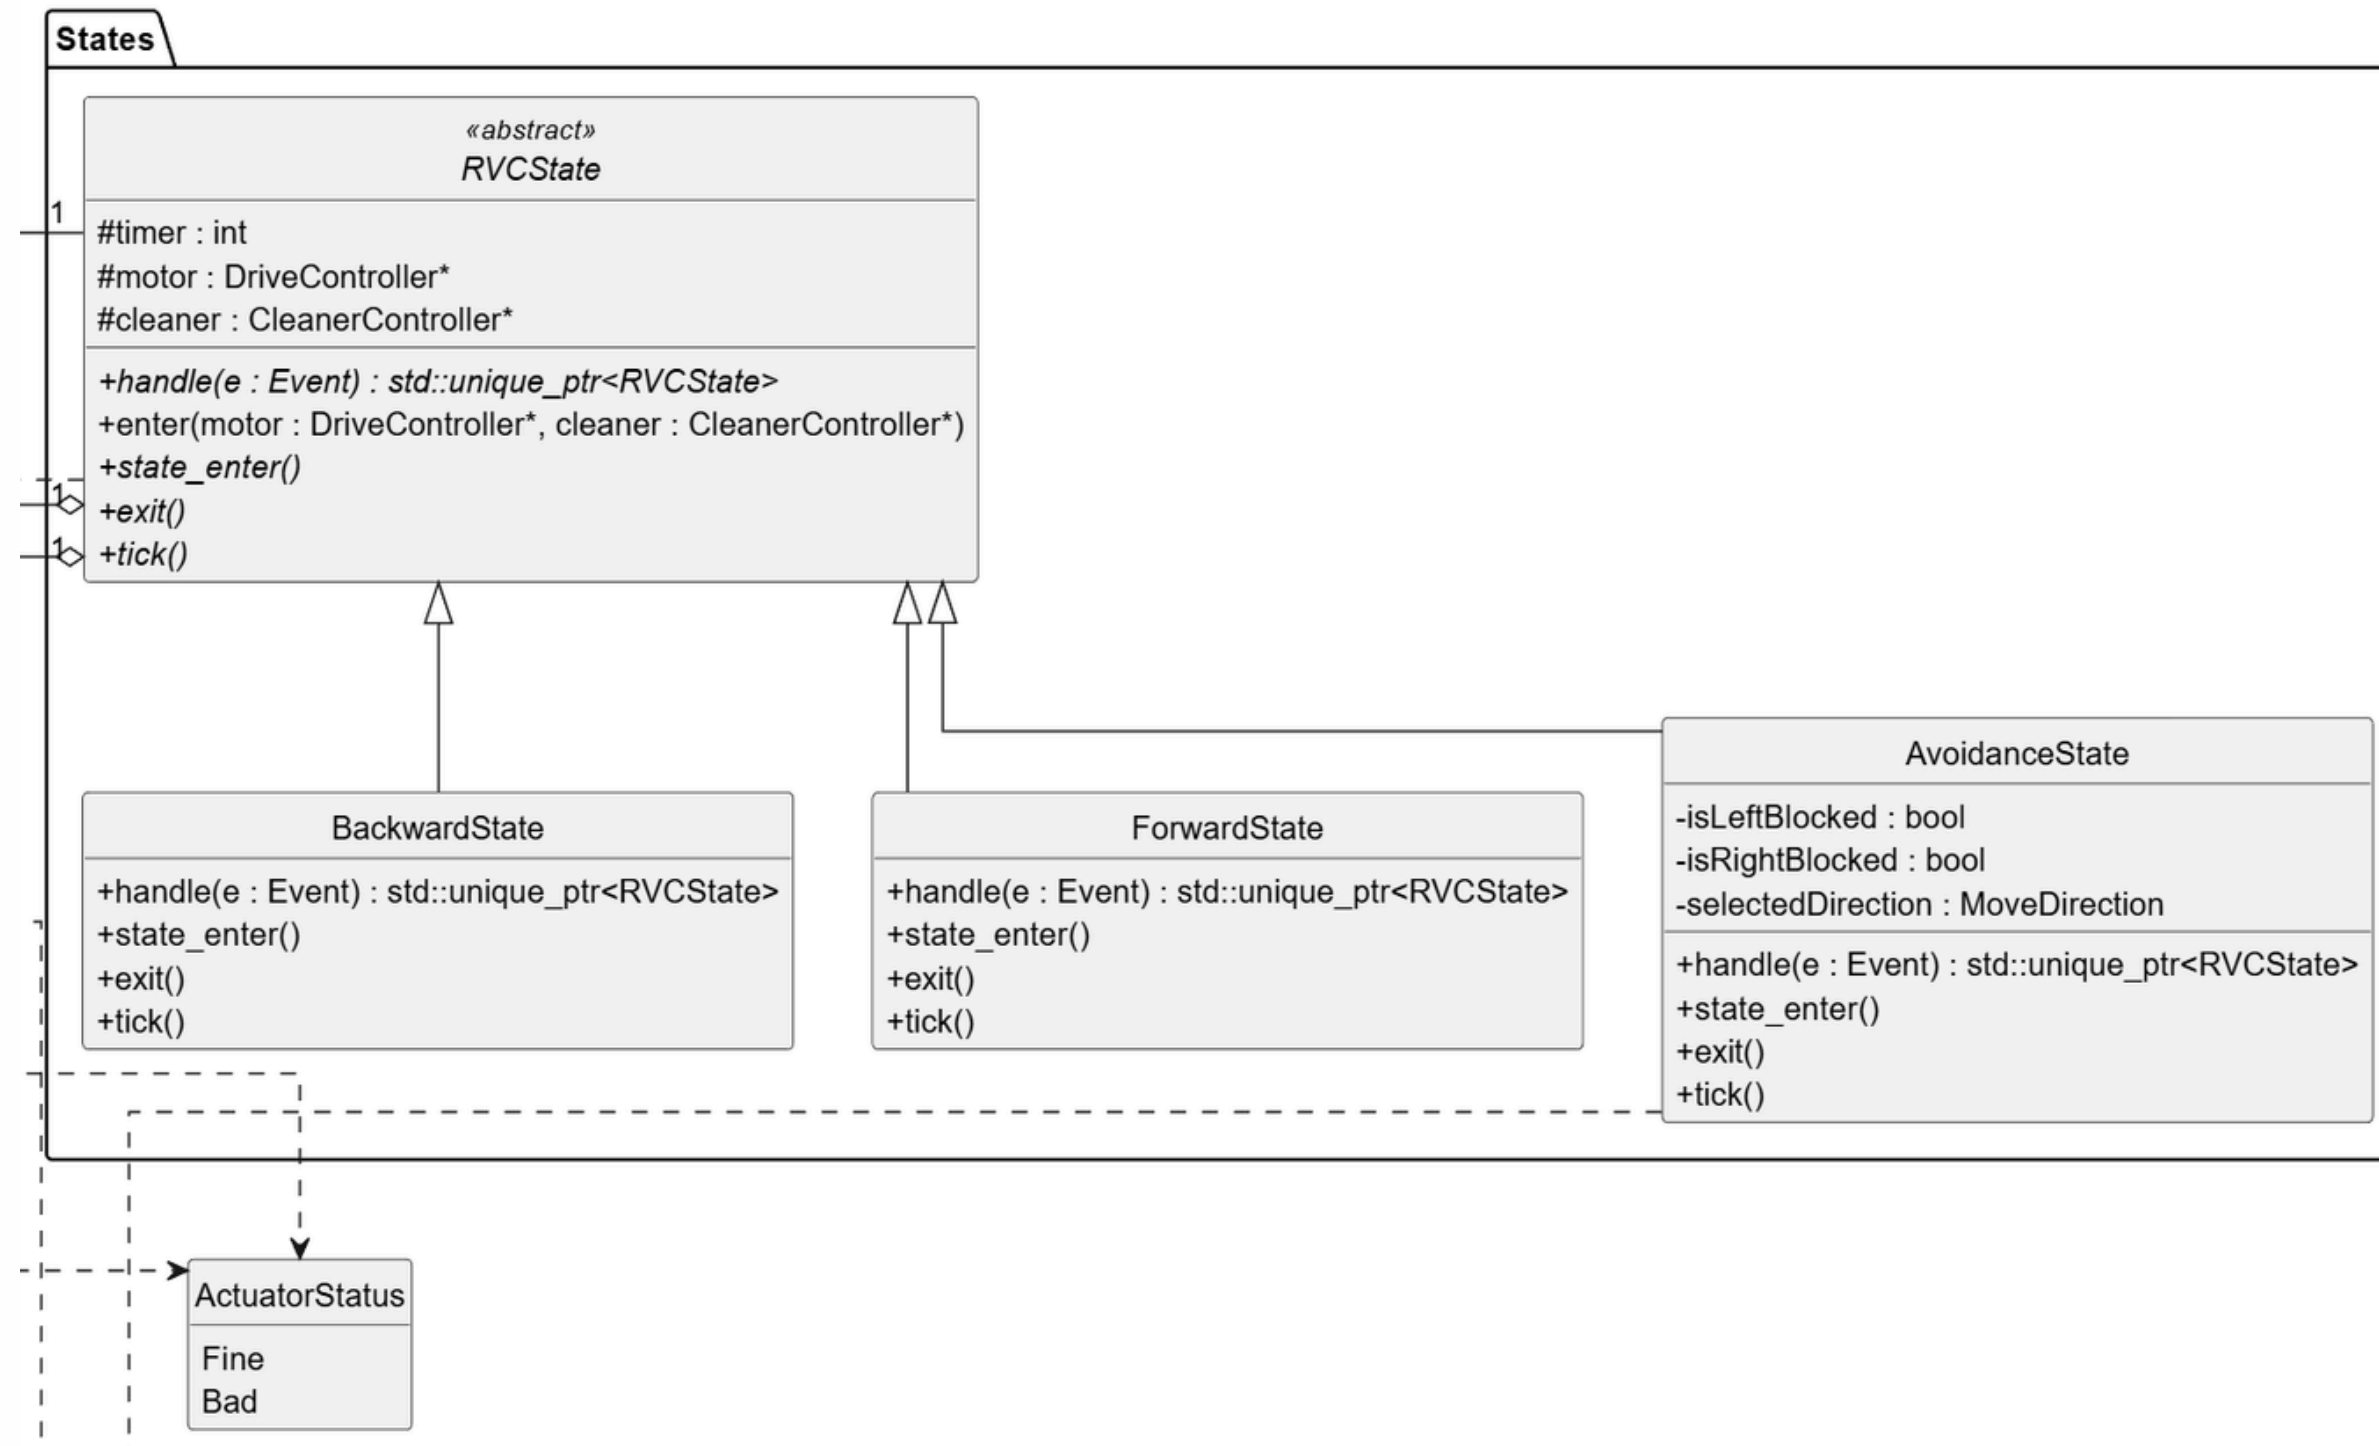 States
«abstract»
RVCState
1
#timer : int
#motor : DriveController*
#cleaner : CleanerController*
+handle(e : Event) : std::unique_ptr<RVCState>
+enter(motor : DriveController*, cleaner : CleanerController*)
+state_enter()
1
+exit()
1
+tick()
BackwardState
+handle(e : Event) : std::unique_ptr<RVCState>
+state_enter()
+exit()
+tick()
ForwardState
+handle(e : Event) : std::unique_ptr<RVCState>
+state_enter()
+exit()
+tick()
AvoidanceState
-isLeftBlocked : bool
-isRightBlocked : bool
-selectedDirection : MoveDirection
+handle(e : Event) : std::unique_ptr<RVCState>
+state_enter()
+exit()
+tick()
ActuatorStatus
Fine
Bad